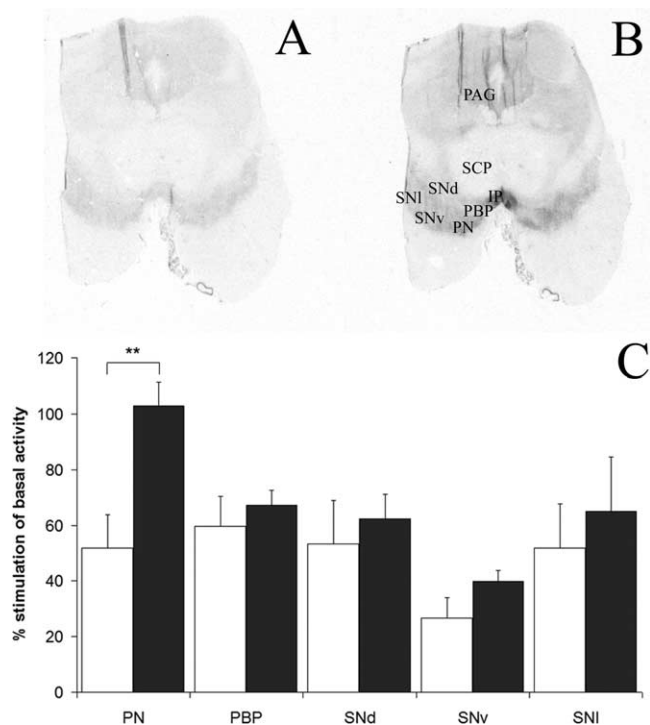 A
B
PAG
SCP
SNl SNd IP
SNv PBP
PN
C
% stimulation of basal activity
120
100
80
60
40
20
0
**
PN PBP SNd SNv SNl